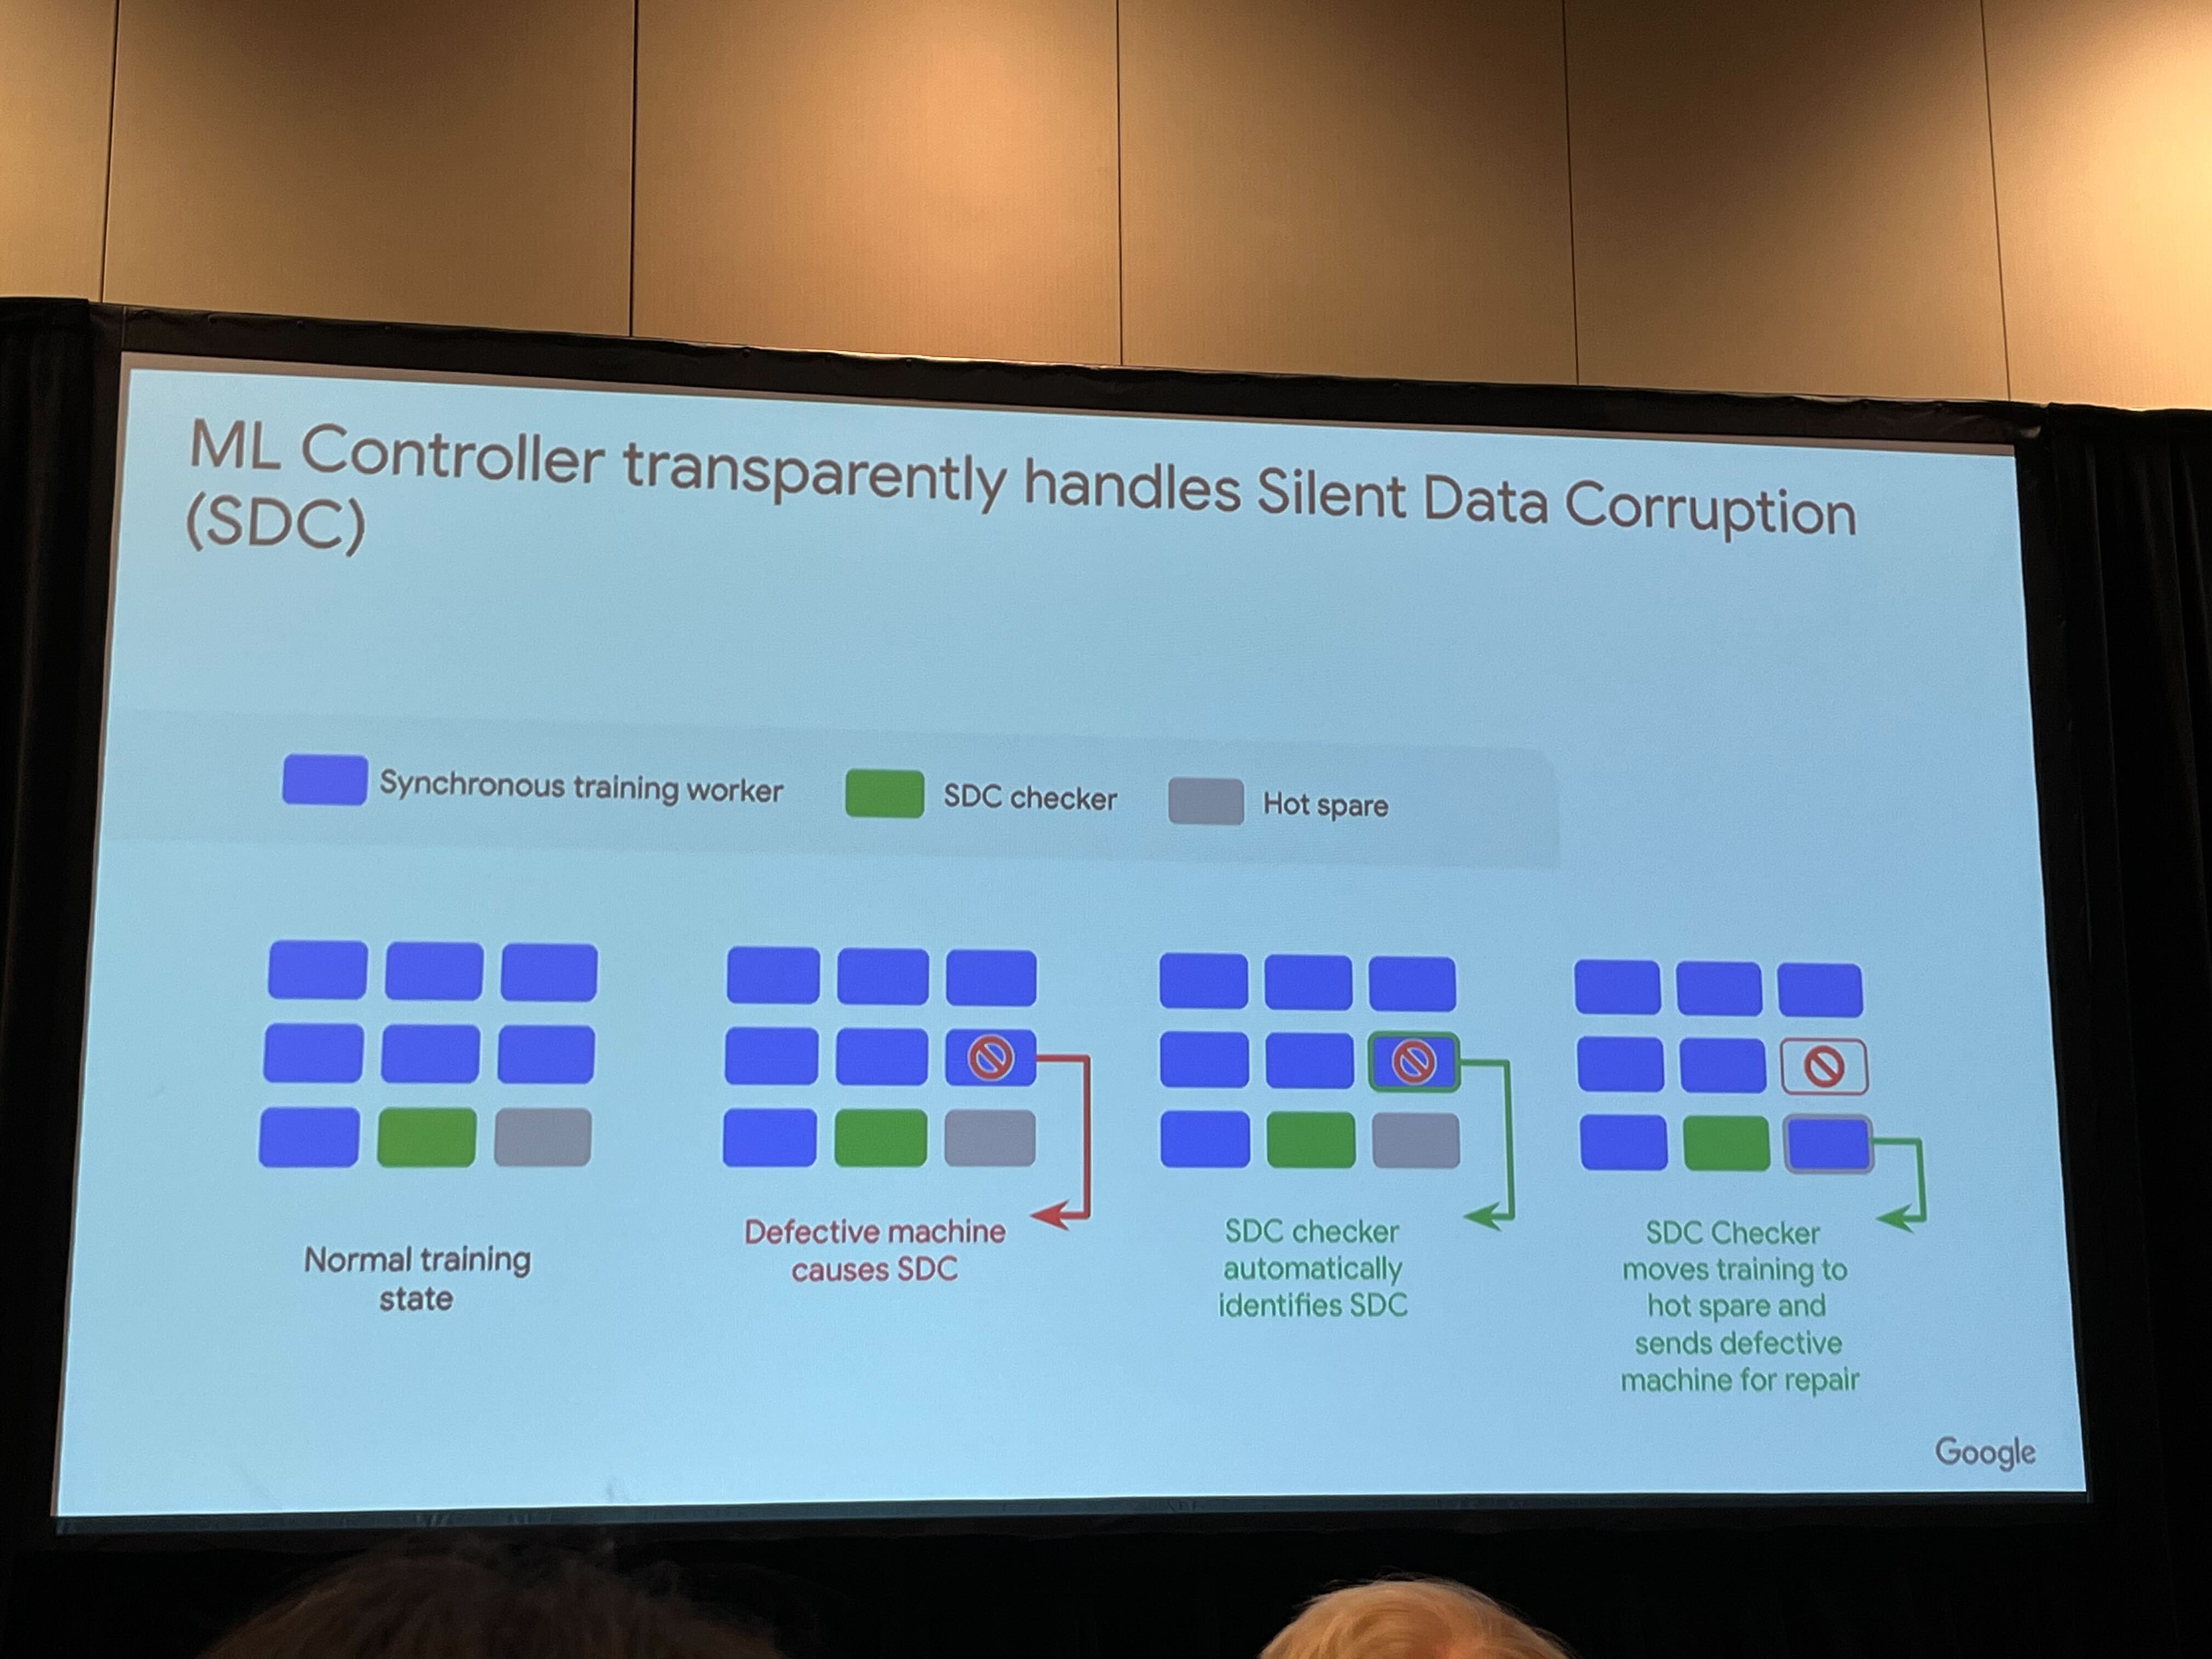 ML Controller transparently handles Silent Data Corruption
(SDC)
Synchronous training worker
SDC checker
Hot spare
Normal training
state
Defective machine
causes SDC
SDC checker
automatically
identifies SDC
SDC Checker
moves training to
hot spare and
sends defective
machine for repair
Google